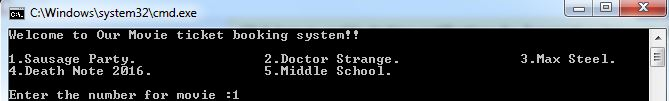 C:\Windows\system32\cmd.exe
Welcome to Our Movie ticket booking system!!
1.Sausage Party. 2.Doctor Strange. 3.Max Steel.
4.Death Note 2016. 5.Middle School.
Enter the number for movie :1